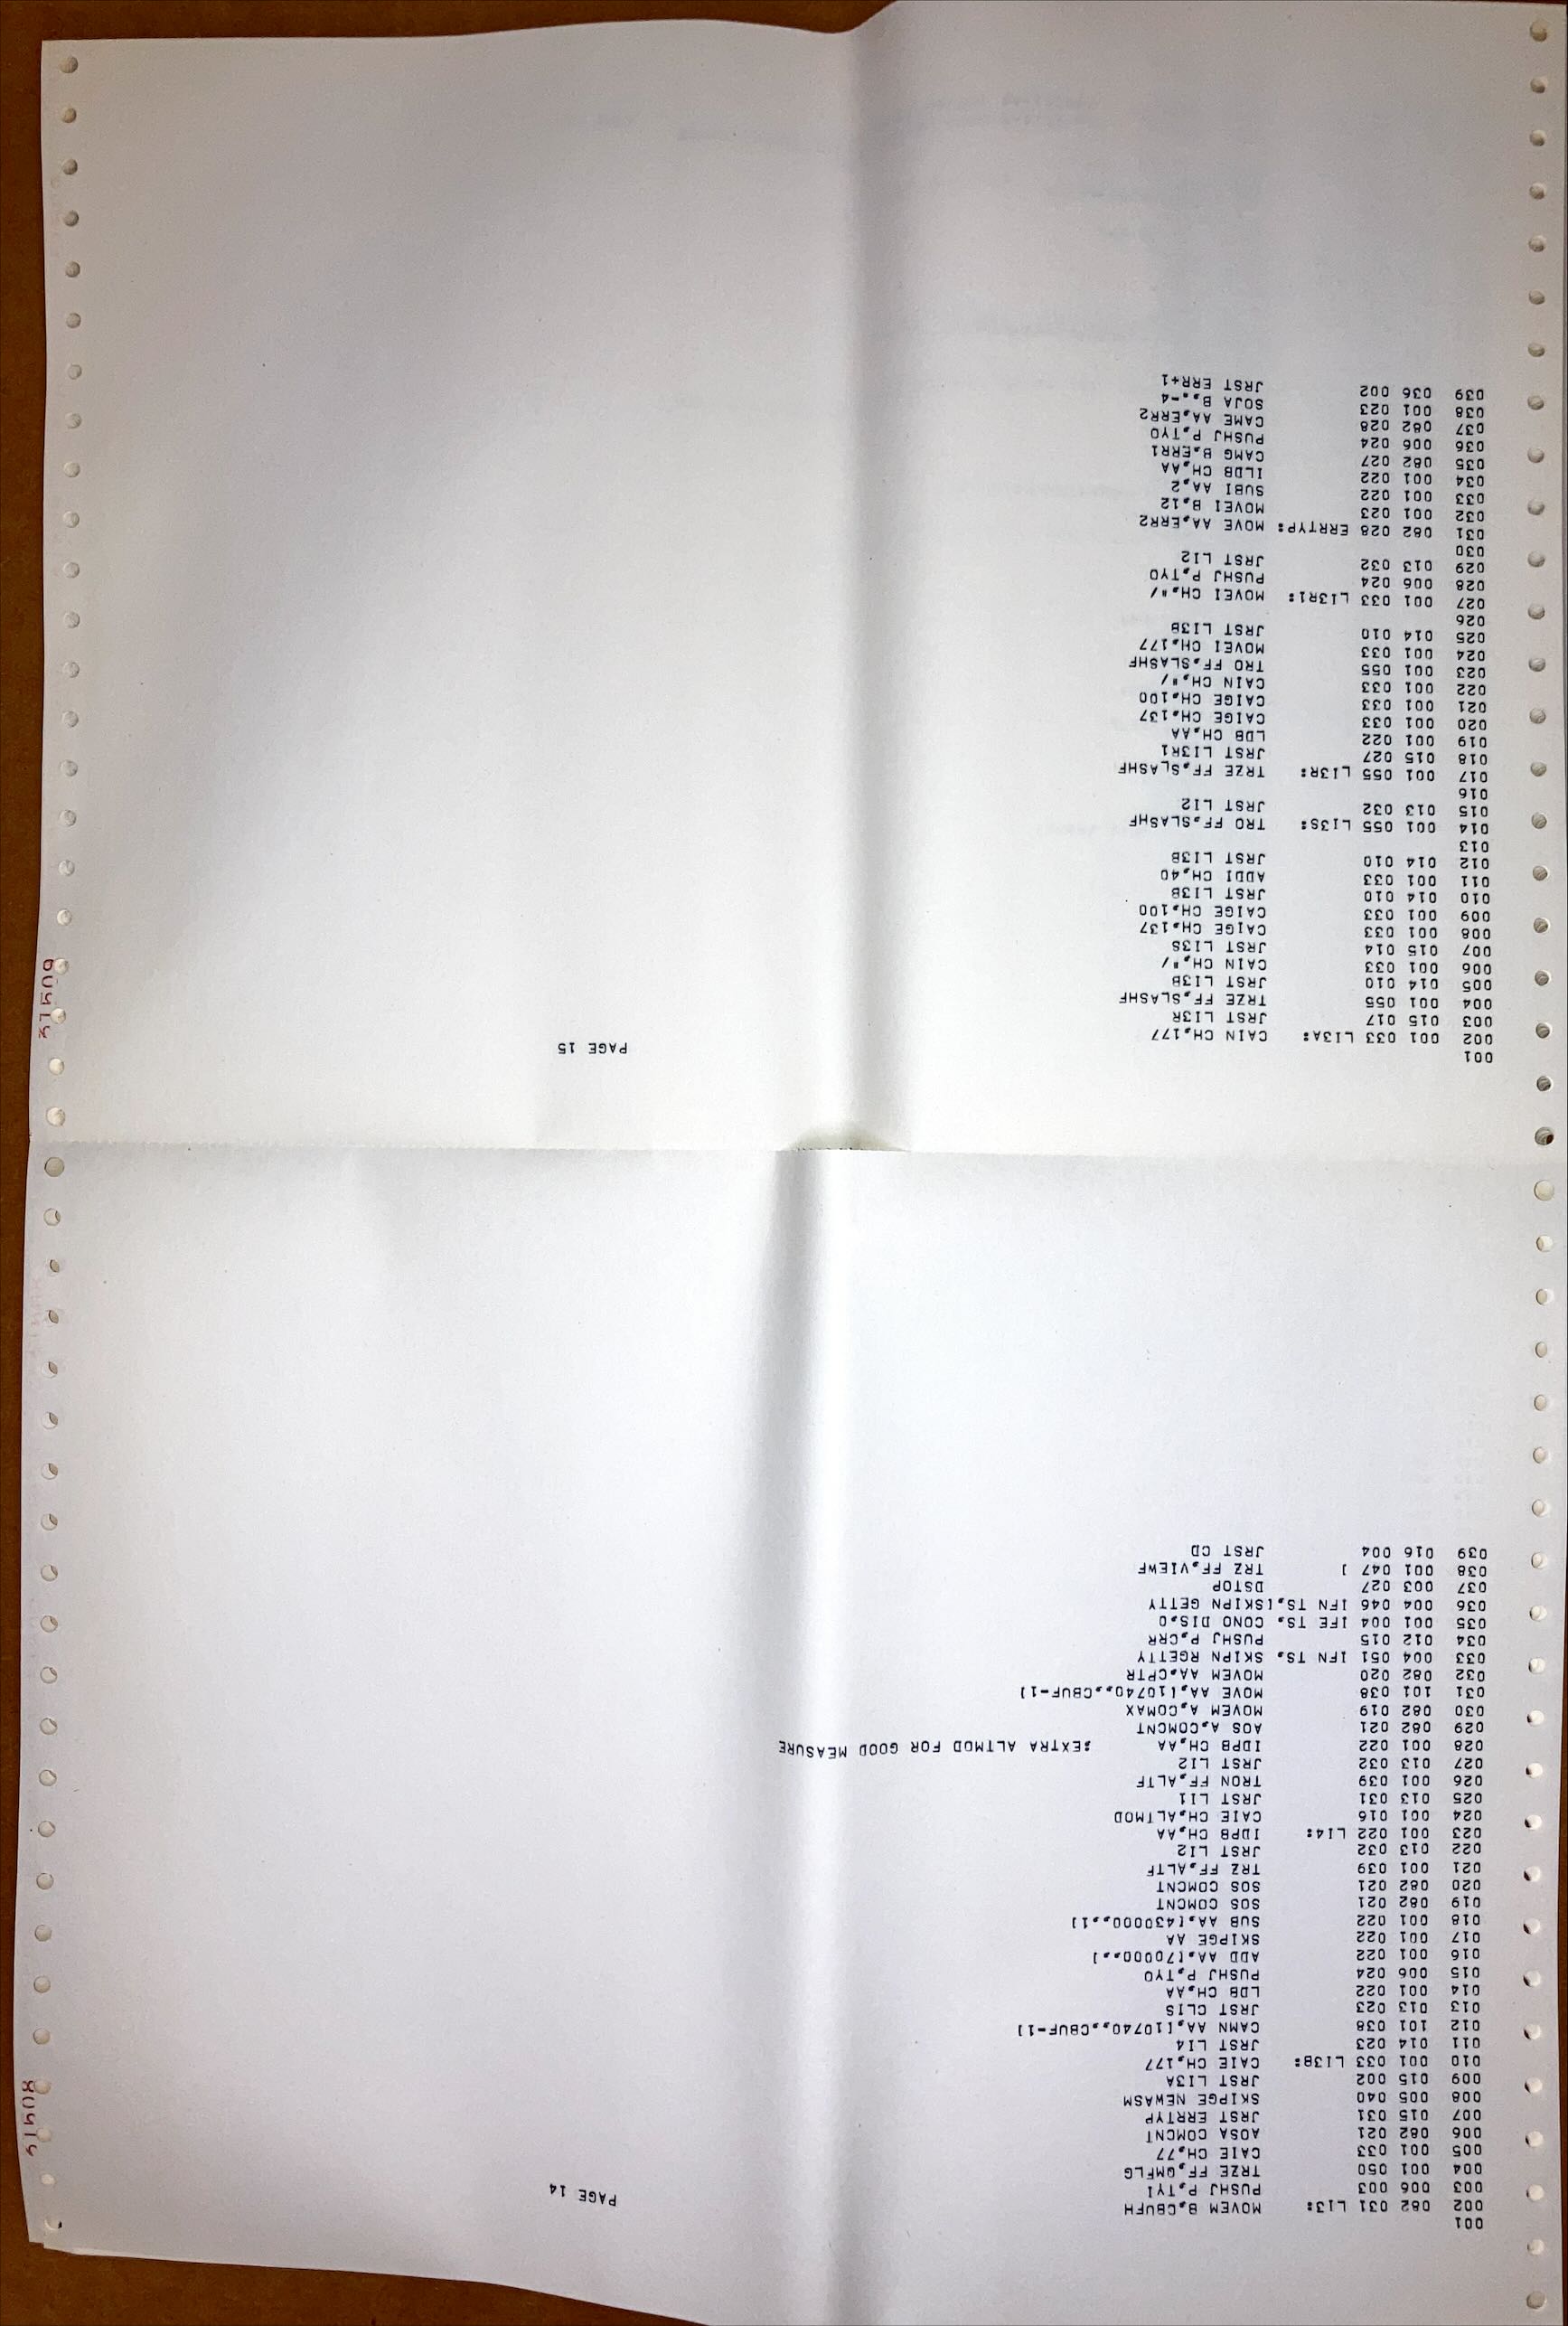 PAGE 14
001
002 082 031 LI3: MOVEM B,CBUFH
003 006 003 PUSHJ P,TYI
004 001 050 TRZE FF,QMFLG
005 001 033 CAIE CH,77
006 082 021 AOSA COMCNT
007 015 031 JRST ERRTYP
008 005 040 SKIPGE NEWASM
009 015 002 JRST LI3A
010 001 033 LI3B: CAIE CH,177
011 014 023 JRST LI4
012 101 038 CAMN AA,[10740,,CBUF-1]
013 013 023 JRST CLIS
014 001 022 LDB CH,AA
015 006 024 PUSHJ P,TYO
016 001 022 ADD AA,[70000,,]
017 001 022 SKIPGE AA
018 001 022 SUB AA,[430000,,1]
019 082 021 SOS COMCNT
020 082 021 SOS COMCNT
021 001 039 TRZ FF,ALTF
022 013 032 JRST LI2
023 001 022 LI4: IDPB CH,AA
024 001 016 CAIE CH,ALTMOD
025 013 031 JRST LI1
026 001 039 TRON FF,ALTF
027 013 032 JRST LI2
028 001 022 IDPB CH,AA ;EXTRA ALTMOD FOR GOOD MEASURE
029 082 021 AOS A,COMCNT
030 082 019 MOVEM A,COMAX
031 101 038 MOVE AA,[10740,,CBUF-1]
032 082 020 MOVEM AA,CPTR
033 004 051 IFN TS, SKIPN RGETTY
034 012 015 PUSHJ P,CRR
035 001 004 IFE TS, CONO DIS,0
036 004 046 IFN TS,[SKIPN GETTY
037 003 027 DSTOP
038 001 047 ] TRZ FF,VIEWF
039 016 004 JRST CD
PAGE 15
001
002 001 033 LI3A: CAIN CH,177
003 015 017 JRST LI3R
004 001 055 TRZE FF,SLASHF
005 014 010 JRST LI3B
006 001 033 CAIN CH,"/
007 015 014 JRST LI3S
008 001 033 CAIGE CH,137
009 001 033 CAIGE CH,100
010 014 010 JRST LI3B
011 001 033 ADDI CH,40
012 014 010 JRST LI3B
013
014 001 055 LI3S: TRO FF,SLASHF
015 013 032 JRST LI2
016
017 001 055 LI3R: TRZE FF,SLASHF
018 015 027 JRST LI3R1
019 001 022 LDB CH,AA
020 001 033 CAIGE CH,137
021 001 033 CAIGE CH,100
022 001 033 CAIN CH,"/
023 001 055 TRO FF,SLASHF
024 001 033 MOVEI CH,177
025 014 010 JRST LI3B
026
027 001 033 LI3R1: MOVEI CH,"/
028 006 024 PUSHJ P,TYO
029 013 032 JRST LI2
030
031 082 028 ERRTYP: MOVE AA,ERR2
032 001 023 MOVEI B,12
033 001 022 SUBI AA,2
034 001 022 ILDB CH,AA
035 082 027 CAMG B,ERR1
036 006 024 PUSHJ P,TYO
037 082 028 CAME AA,ERR2
038 001 023 SOJA B,.-4
039 036 002 JRST ERR+1